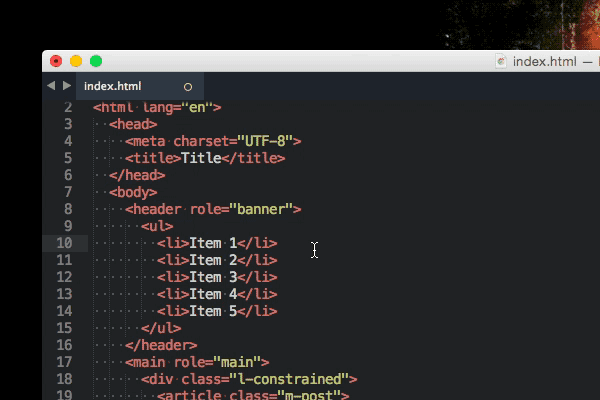 index.html —
index.html
2 <html lang="en">
3 <head>
4 <meta charset="UTF-8">
5 <title>Title</title>
6 </head>
7 <body>
8 <header role="banner">
9 <ul>
10 <li>Item 1</li>
11 <li>Item 2</li>
12 <li>Item 3</li>
13 <li>Item 4</li>
14 <li>Item 5</li>
15 </ul>
16 </header>
17 <main role="main">
18 <div class="l-constrained">
19 <article class="m-post">